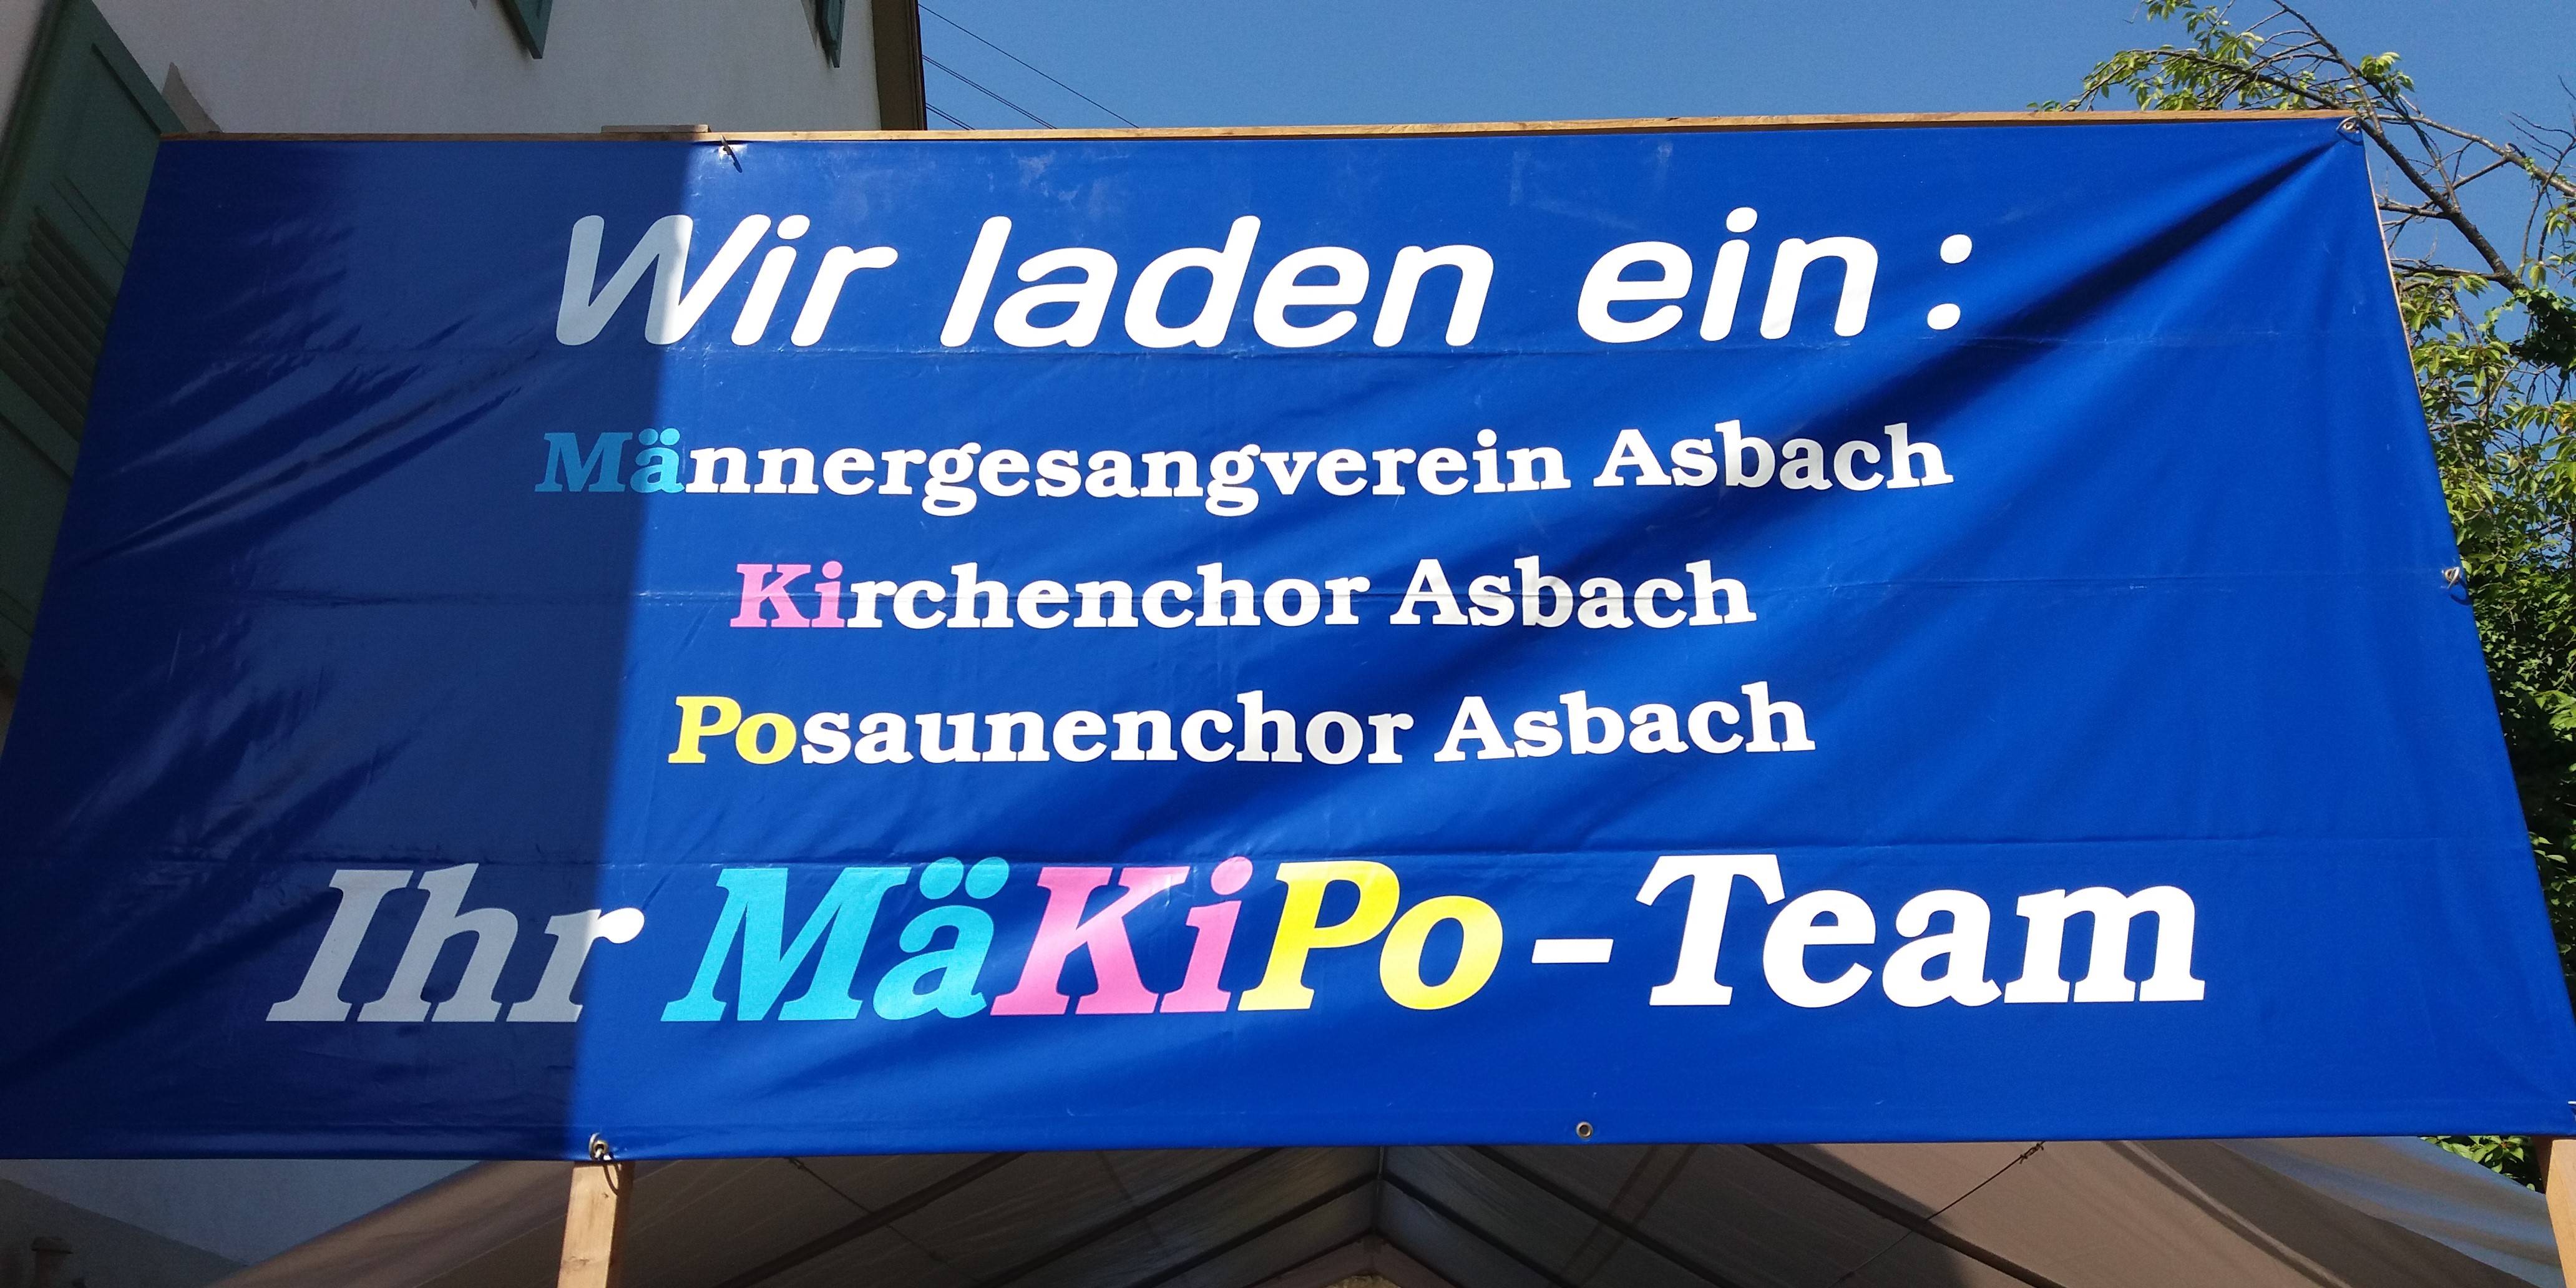 Wir laden ein:
Männergesangverein Asbach
Kirchenchor Asbach
Posaunenchor Asbach
Ihr MäKiPo-Team